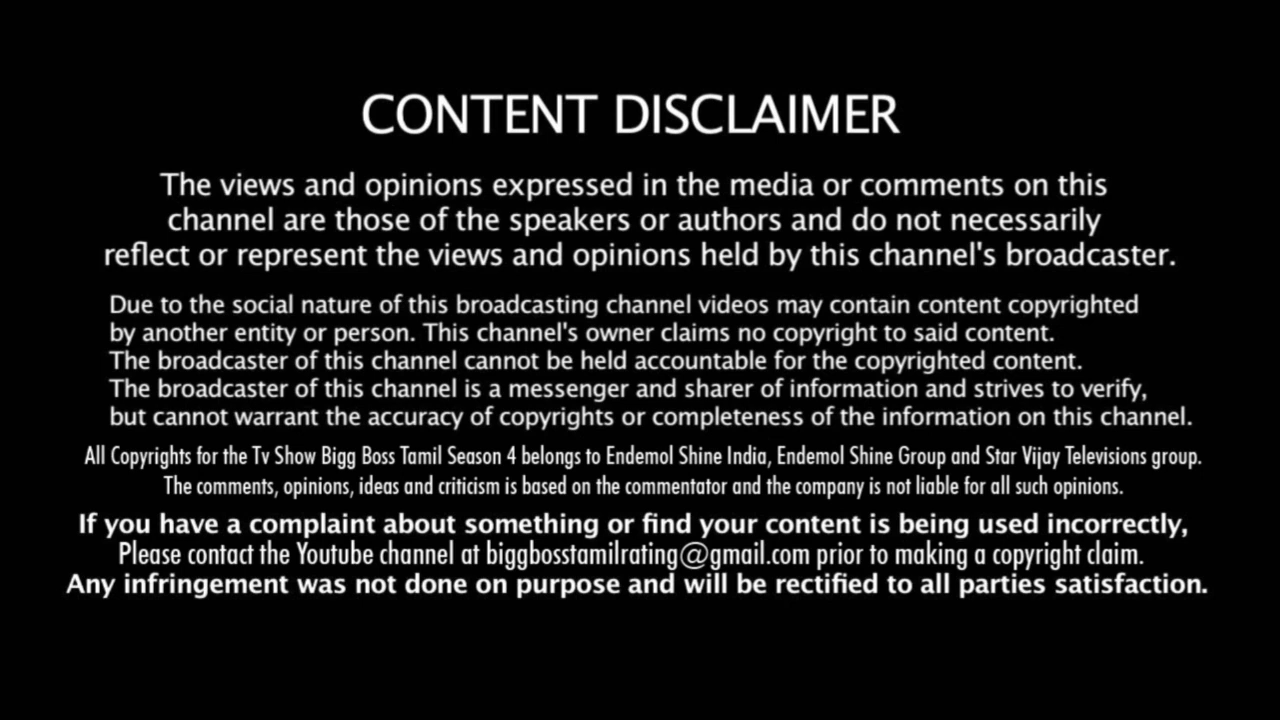 CONTENT DISCLAIMER
The views and opinions expressed in the media or comments on this
channel are those of the speakers or authors and do not necessarily
reflect or represent the views and opinions held by this channel's broadcaster.
Due to the social nature of this broadcasting channel videos may contain content copyrighted
by another entity or person. This channel's owner claims no copyright to said content.
The broadcaster of this channel cannot be held accountable for the copyrighted content.
The broadcaster of this channel is a messenger and sharer of information and strives to verify,
but cannot warrant the accuracy of copyrights or completeness of the information on this channel.
All Copyrights for the Tv Show Bigg Boss Tamil Season 4 belongs to Endemol Shine India, Endemol Shine Group and Star Vijay Televisions group.
The comments, opinions, ideas and criticism is based on the commentator and the company is not liable for all such opinions.
If you have a complaint about something or find your content is being used incorrectly,
Please contact the Youtube channel at biggbosstamilrating@gmail.com prior to making a copyright claim.
Any infringement was not done on purpose and will be rectified to all parties satisfaction.